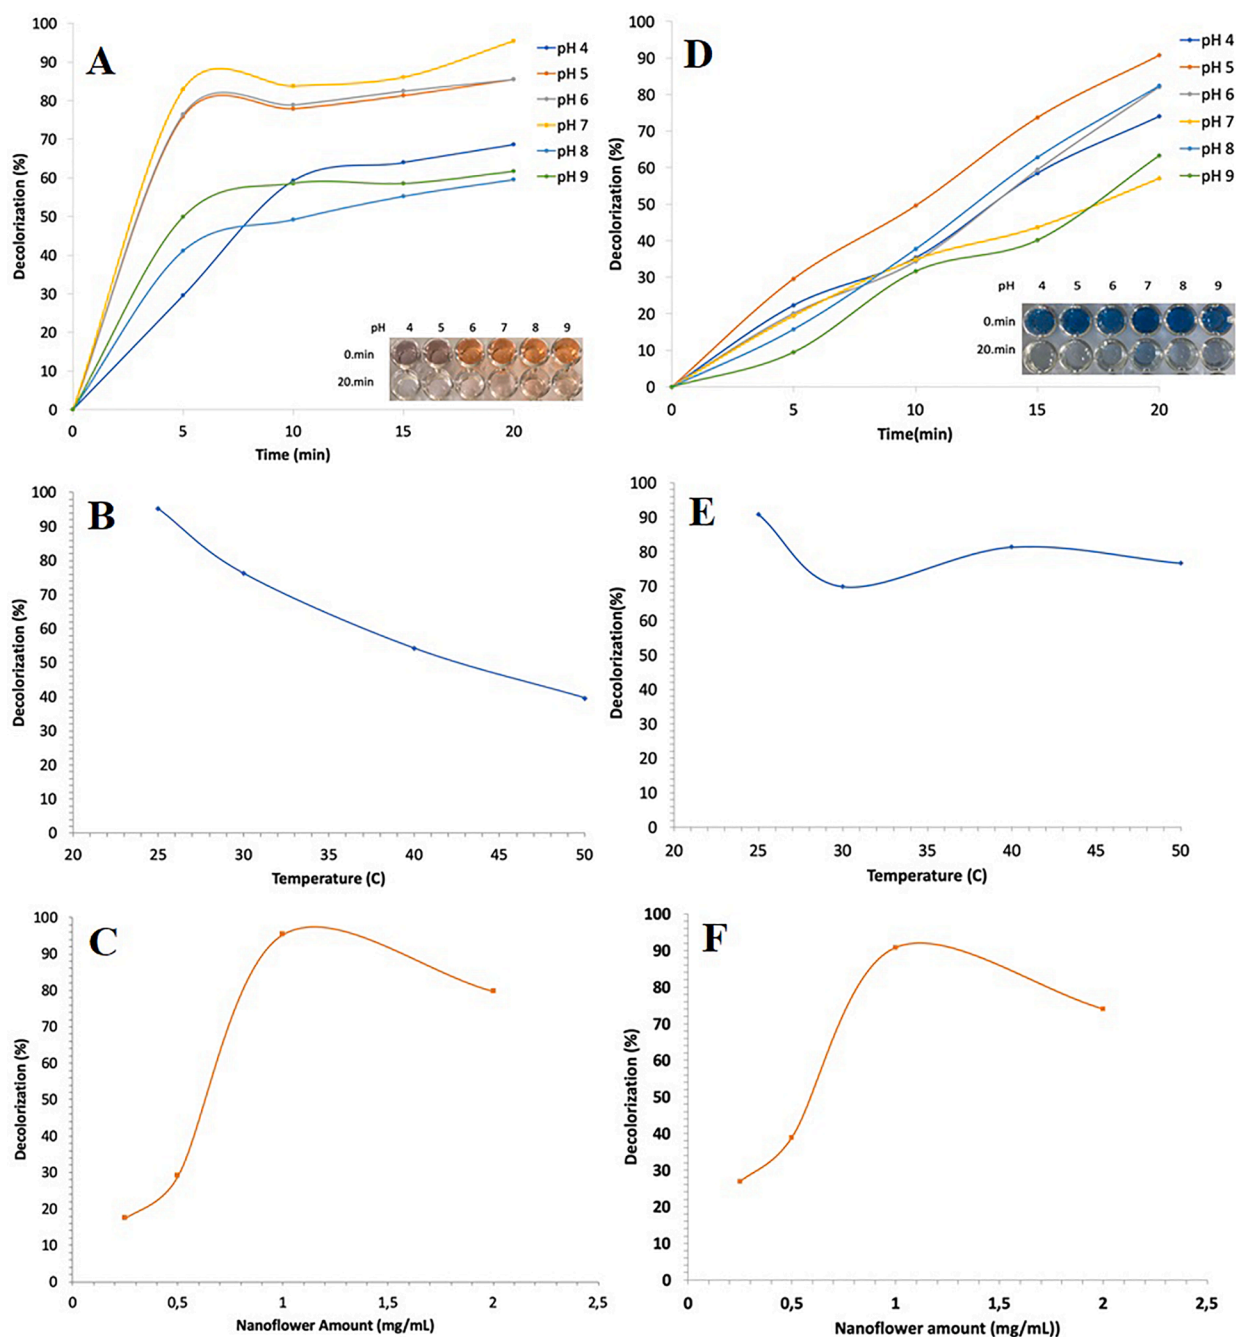 A
Decolorization (%)
100
90
80
70
60
50
40
30
20
10
0
0 5 10 15 20
Time (min)
pH 4
pH 5
pH 6
pH 7
pH 8
pH 9
pH 4 5 6 7 8 9
0.min
20.min
D
Decolorization (%)
100
90
80
70
60
50
40
30
20
10
0
0 5 10 15 20
Time(min)
pH 4
pH 5
pH 6
pH 7
pH 8
pH 9
pH 4 5 6 7 8 9
0.min
20.min
B
Decolorization (%)
100
90
80
70
60
50
40
30
20
10
0
20 25 30 35 40 45 50
Temperature (C)
E
Decolorization(%)
100
90
80
70
60
50
40
30
20
10
0
20 25 30 35 40 45 50
Temperature (C)
C
Decolorization (%)
100
90
80
70
60
50
40
30
20
10
0
0 0,5 1 1,5 2 2,5
Nanoflower Amount (mg/mL)
F
Decolorization (%)
100
90
80
70
60
50
40
30
20
10
0
0 0,5 1 1,5 2 2,5
Nanoflower amount (mg/mL))